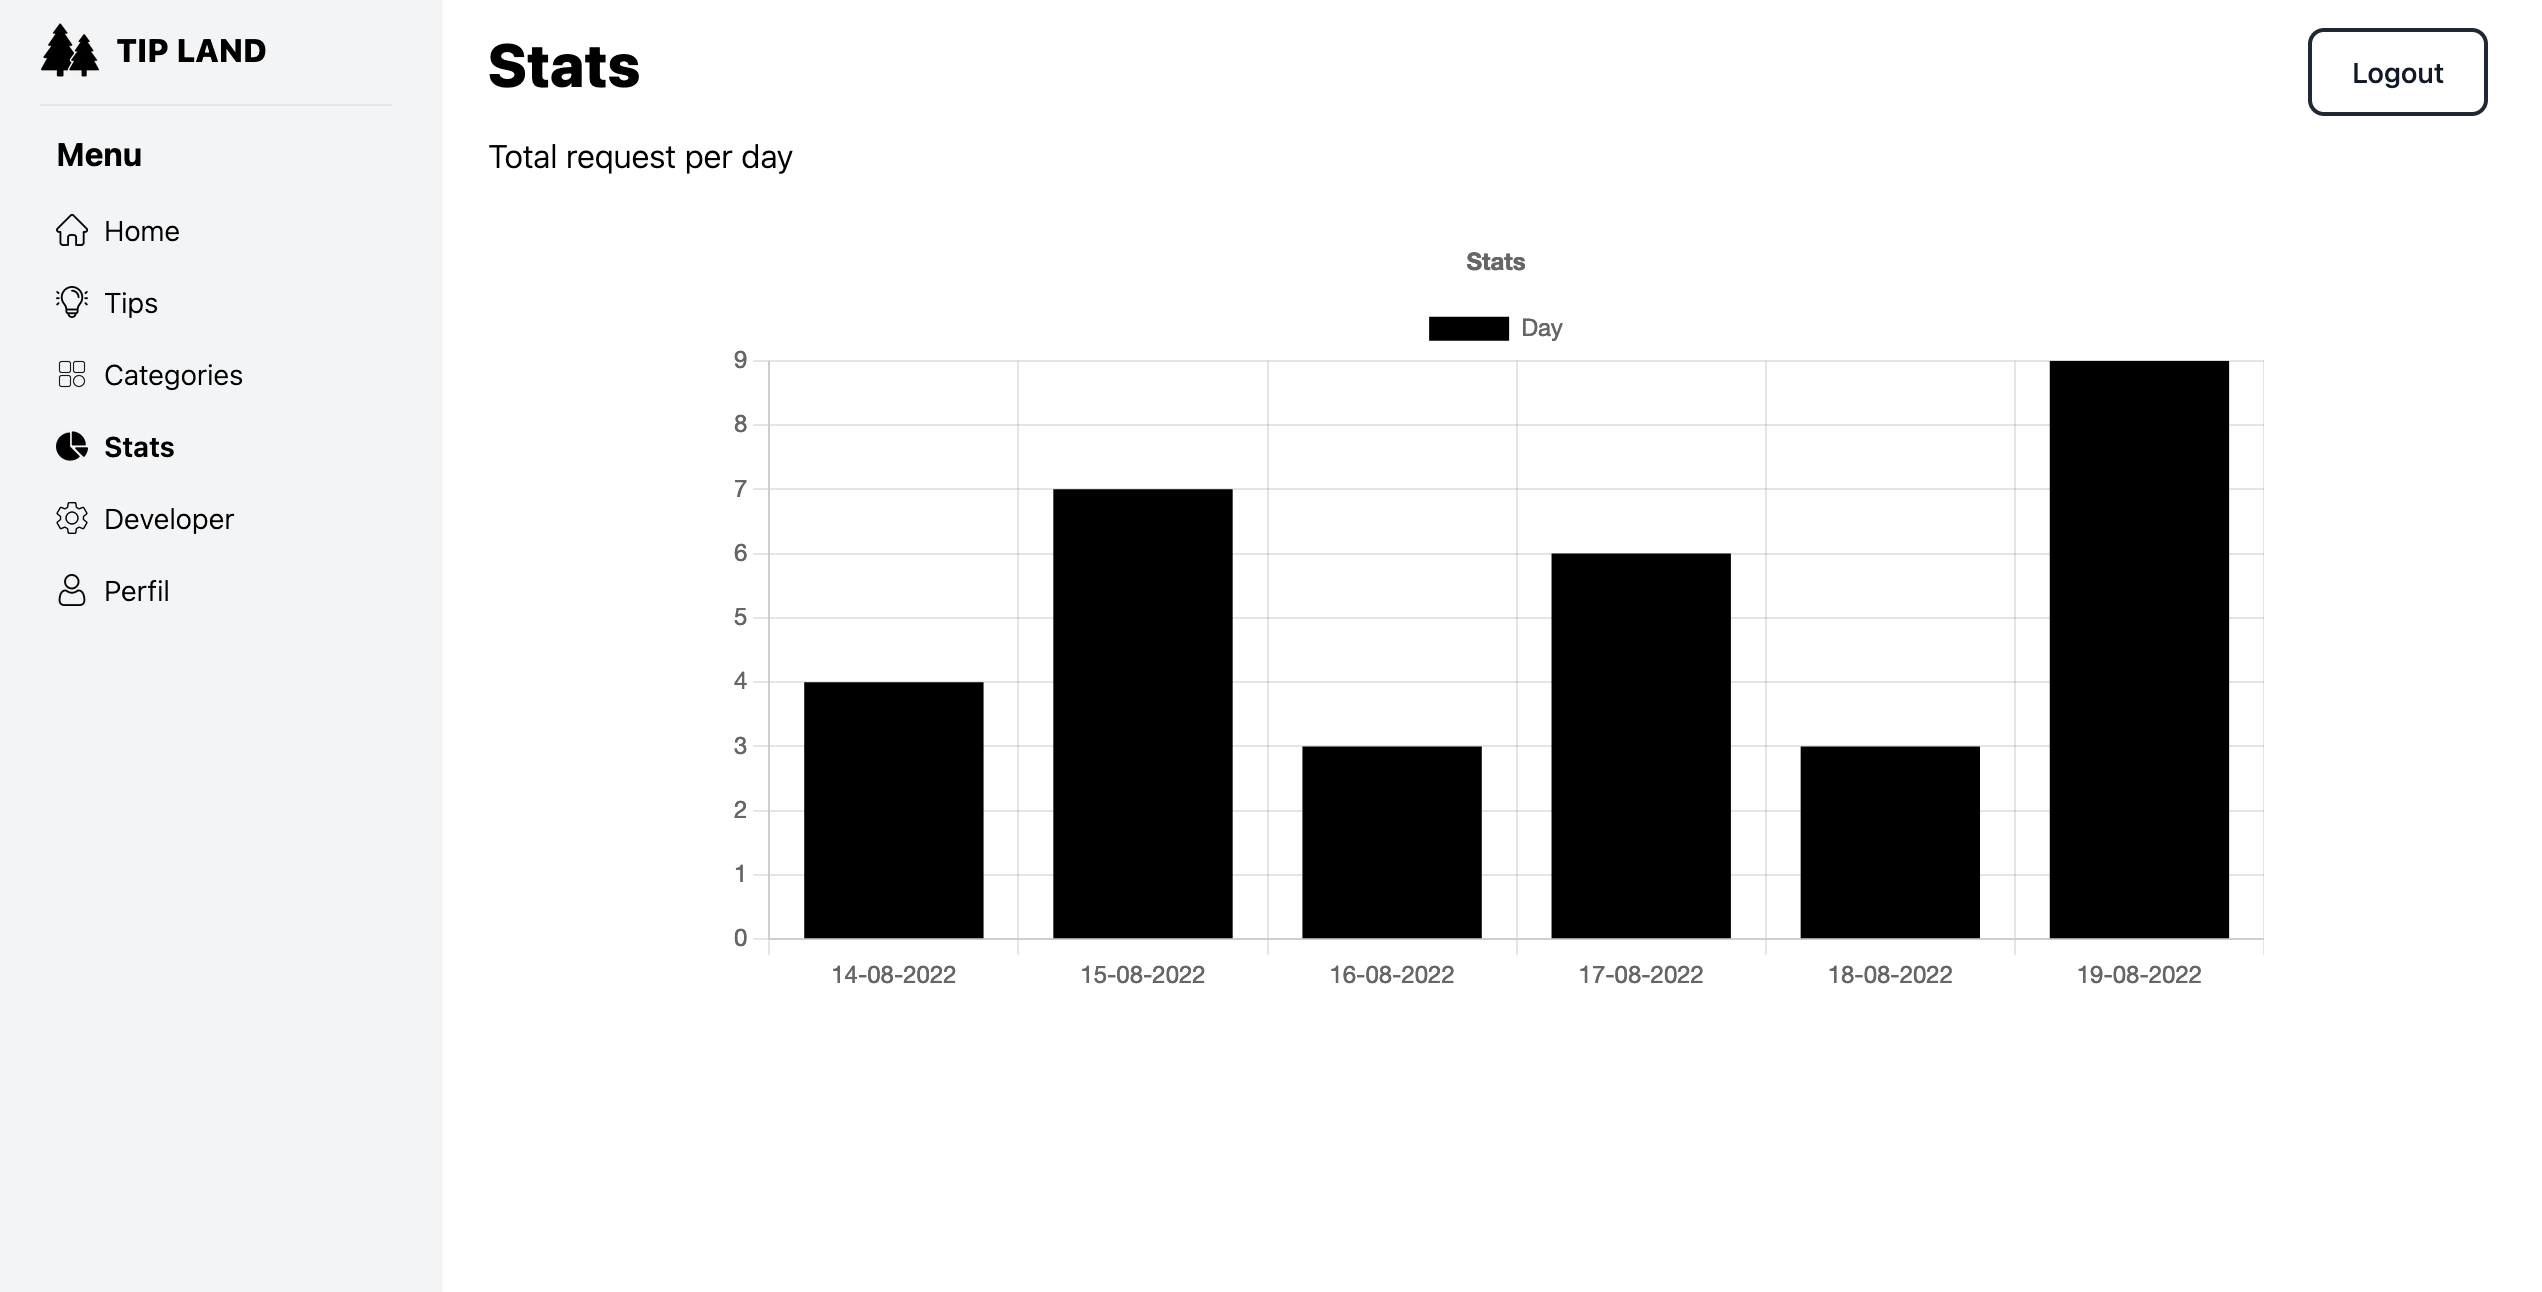 TIP LAND
Menu
Home
Tips
Categories
Stats
Developer
Perfil
Stats
Logout
Total request per day
Stats
Day
9
8
7
6
5
4
3
2
1
0
14-08-2022 15-08-2022 16-08-2022 17-08-2022 18-08-2022 19-08-2022